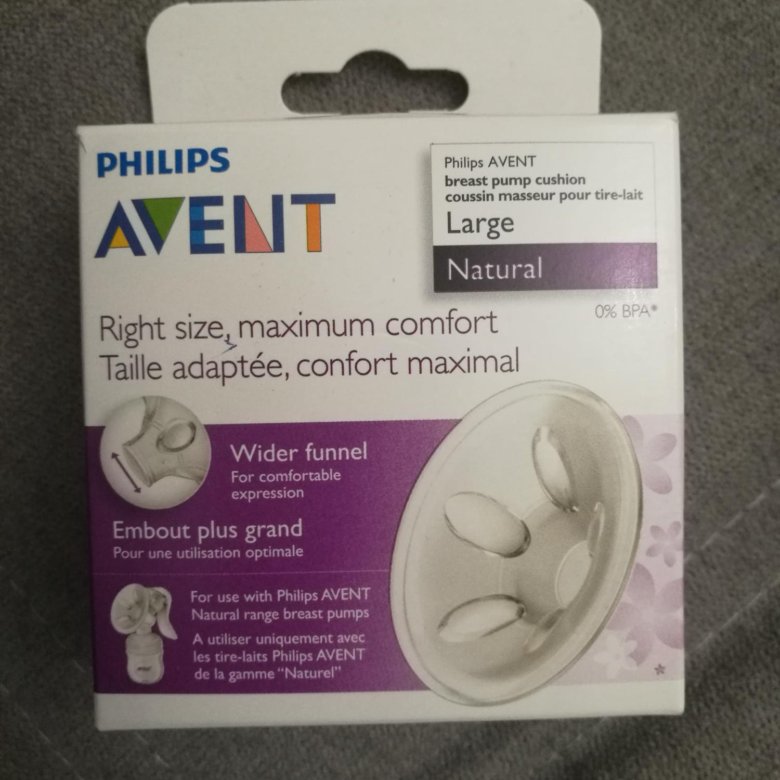 PHILIPS
AVENT
Philips AVENT
breast pump cushion
coussin masseur pour tire-lait
Large
Natural
0% BPA*
Right size, maximum comfort
Taille adaptée, confort maximal
Wider funnel
For comfortable
expression
Embout plus grand
Pour une utilisation optimale
For use with Philips AVENT
Natural range breast pumps
A utiliser uniquement avec
les tire-laits Philips AVENT
de la gamme "Naturel"